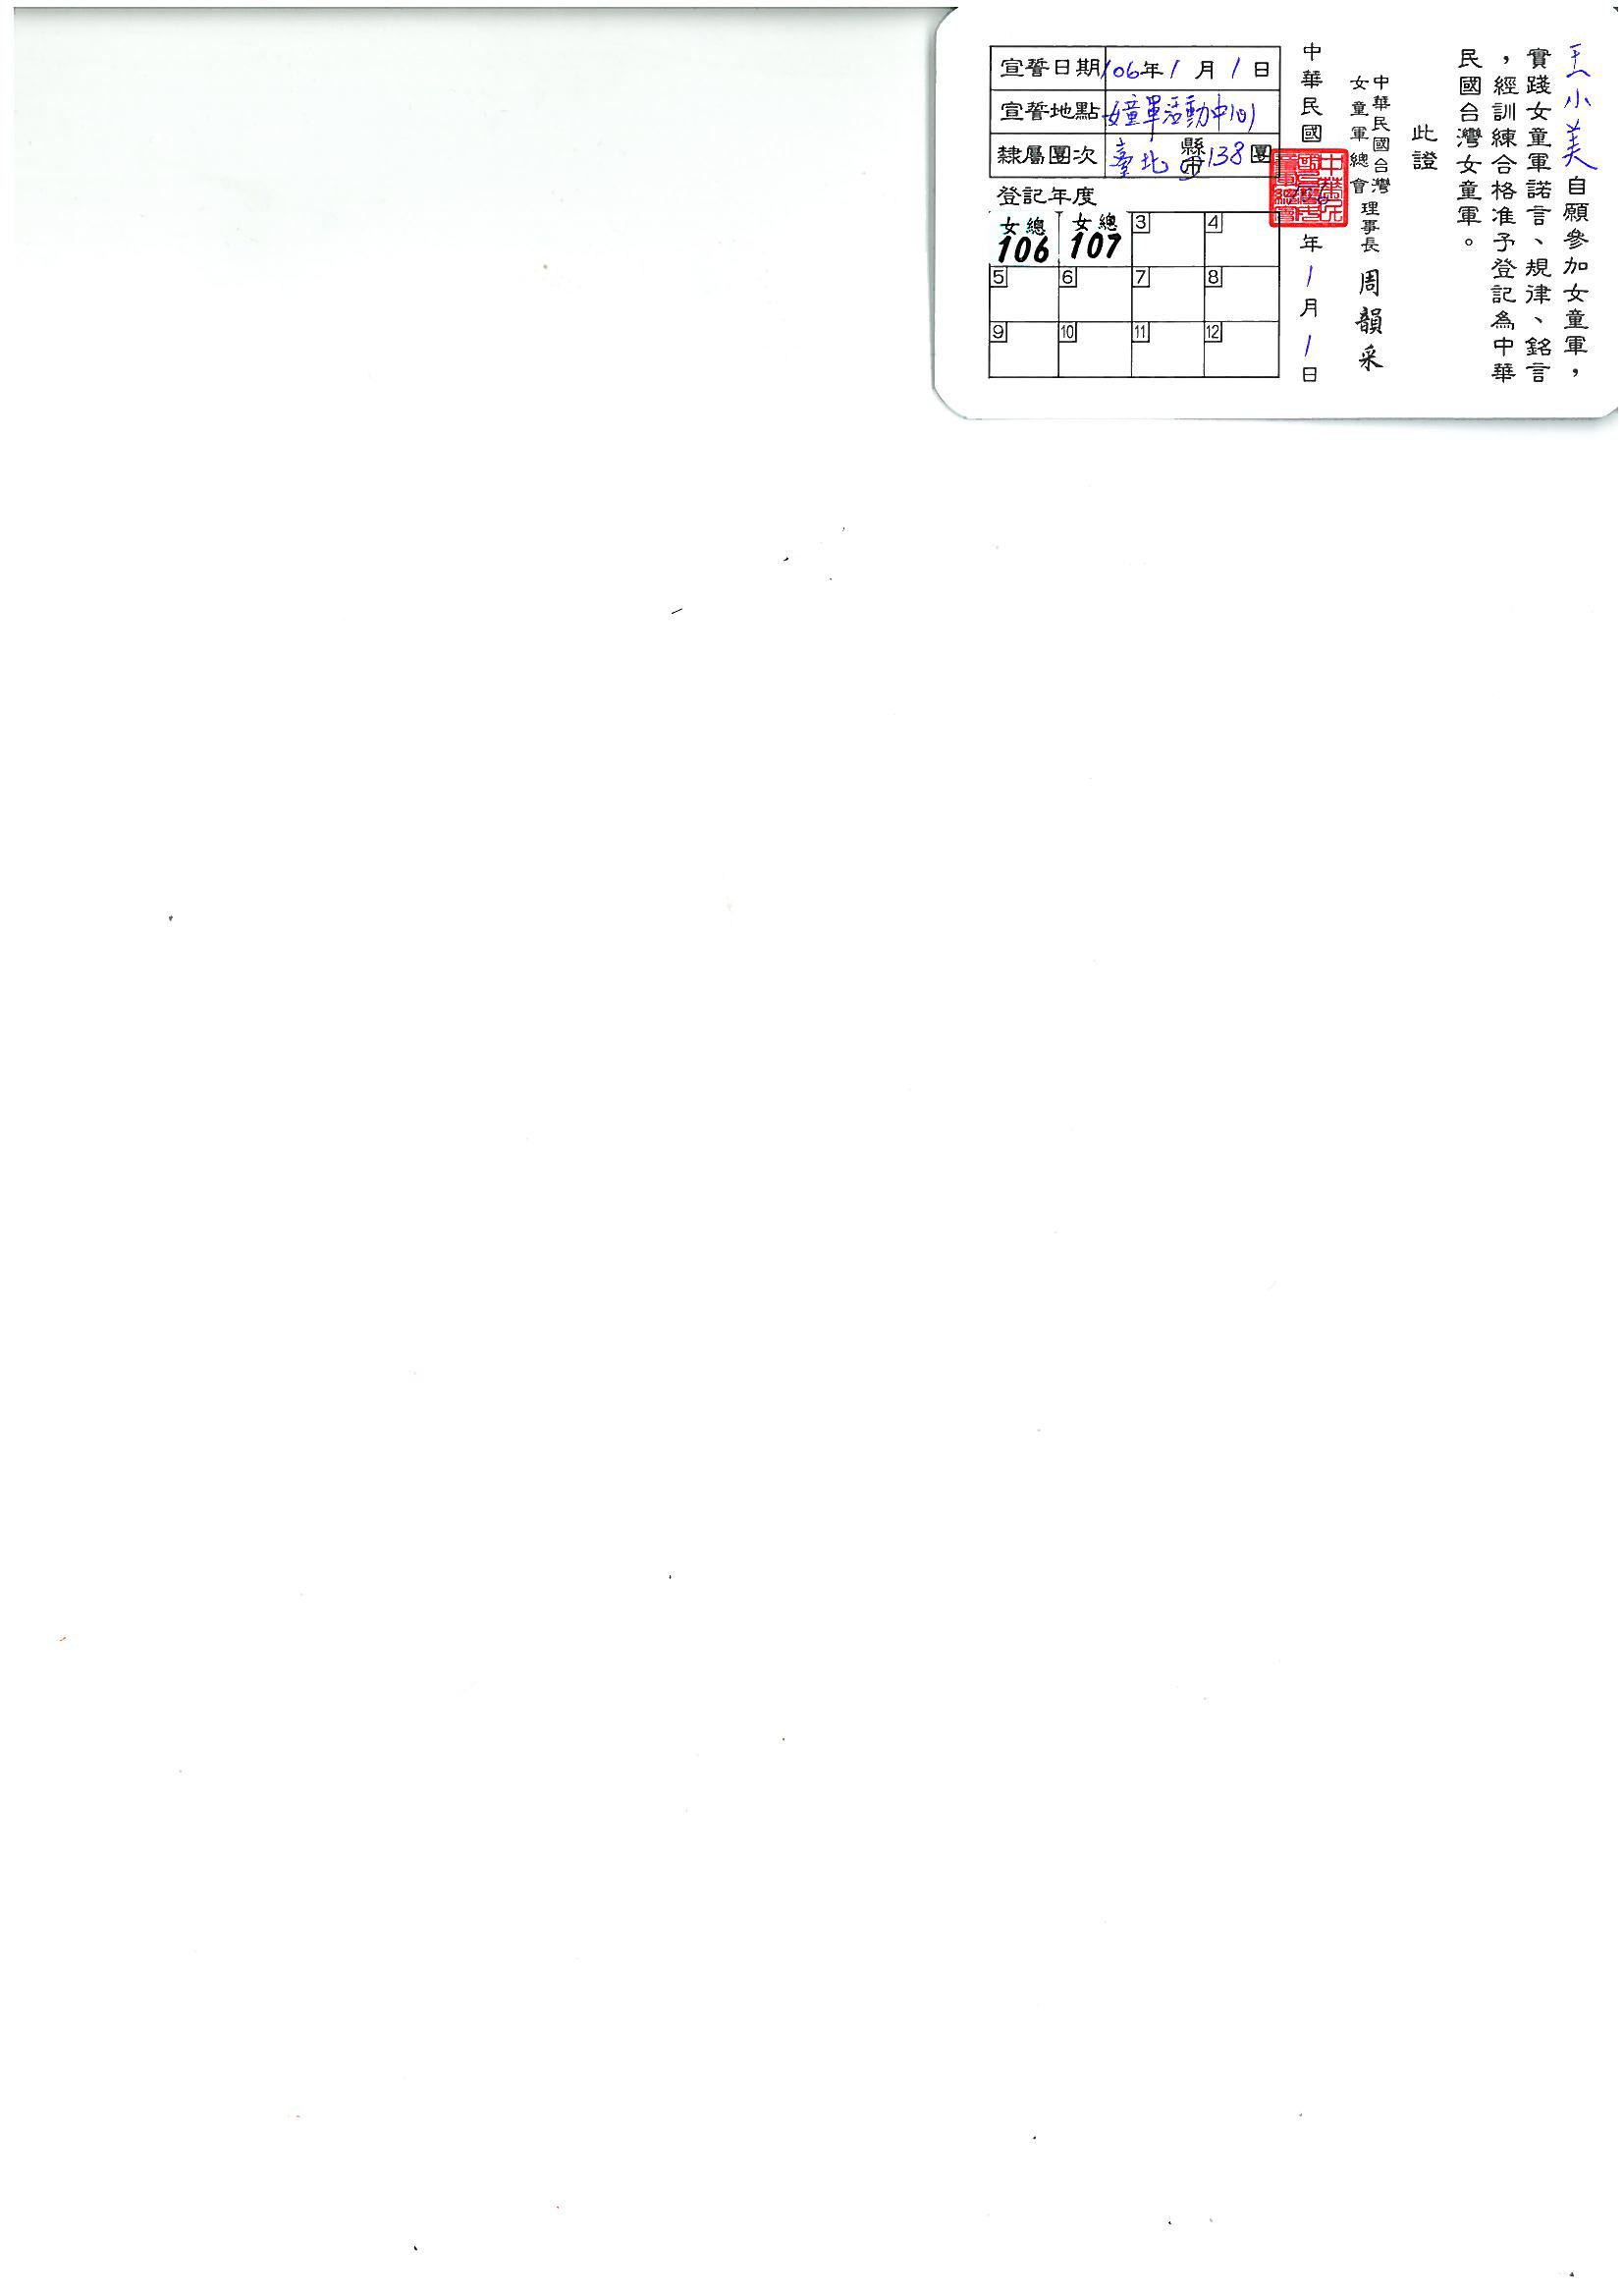 王小美自願參加女童軍，
實踐女童軍諾言、規律、銘言
，經訓練合格准予登記為中華
民國台灣女童軍。
此證
中華民國台灣
女童軍總會
理事長 周韻采
中華民國 年 1 月 1 日
宣誓日期 106年 1 月 1 日
宣誓地點 女童軍活動中心
隸屬團次 臺北 縣市 138 團
登記年度
女總 106 女總 107 3 4
5 6 7 8
9 10 11 12